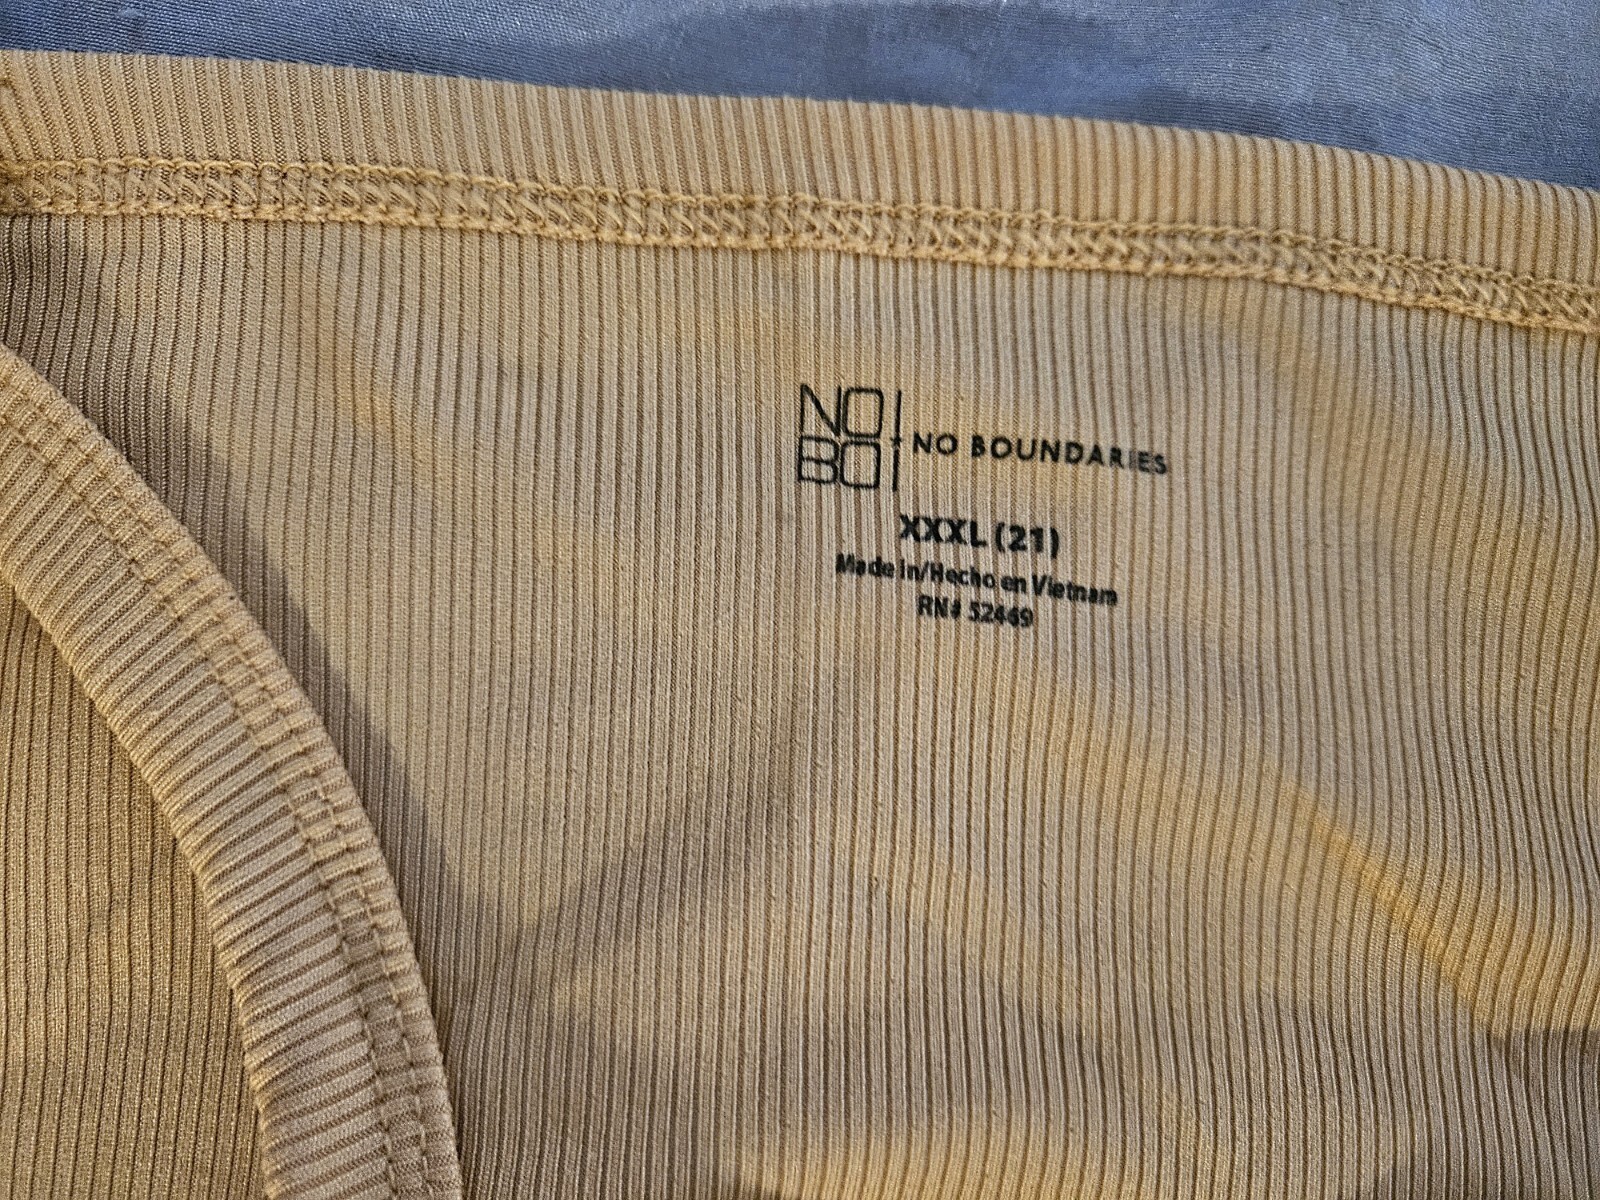 NO
BO
NO BOUNDARIES
XXXL (21)
Made In/Hecho en Vietnam
RN# 52469